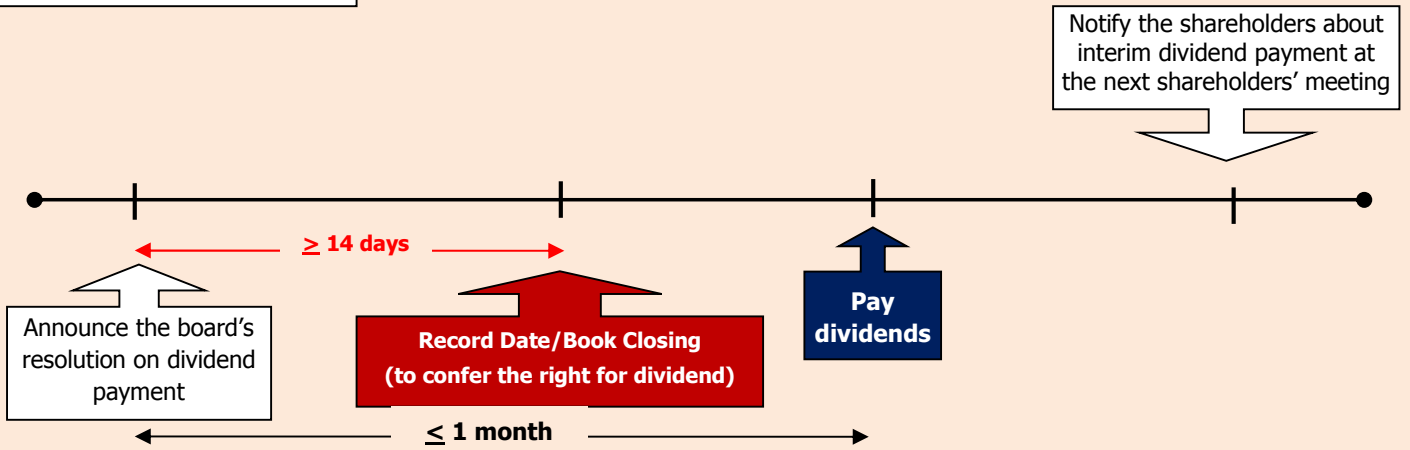 Notify the shareholders about
interim dividend payment at
the next shareholders’ meeting
≥ 14 days
Announce the board’s
resolution on dividend
payment
Record Date/Book Closing
(to confer the right for dividend)
Pay
dividends
≤ 1 month